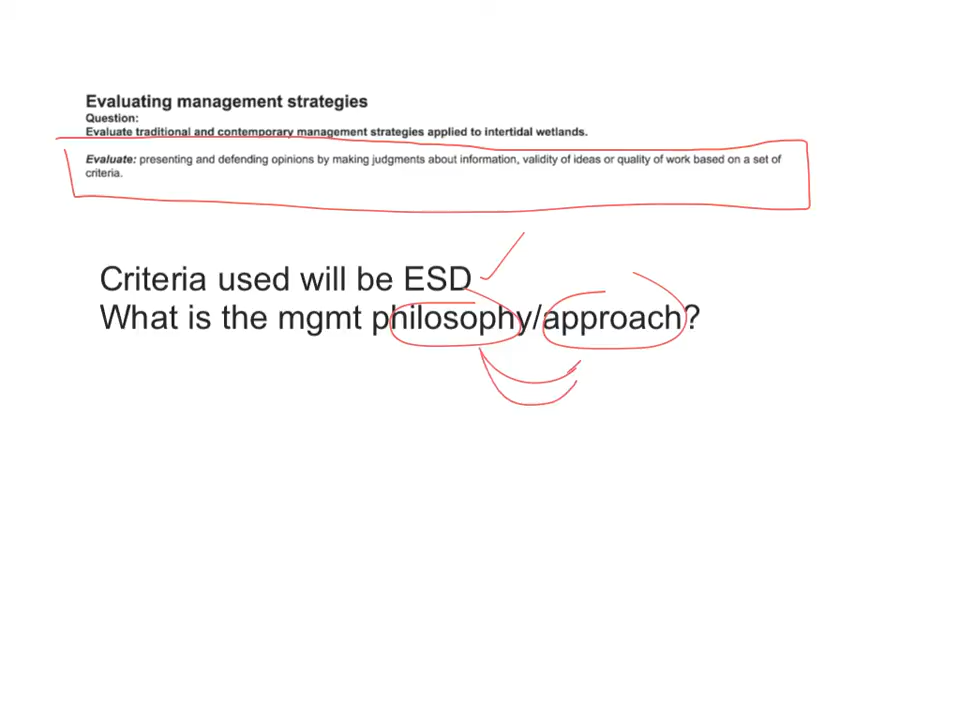 Evaluating management strategies
Question:
Evaluate traditional and contemporary management strategies applied to intertidal wetlands.
Evaluate: presenting and defending opinions by making judgments about information, validity of ideas or quality of work based on a set of
criteria.
Criteria used will be ESD
What is the mgmt philosophy/approach?